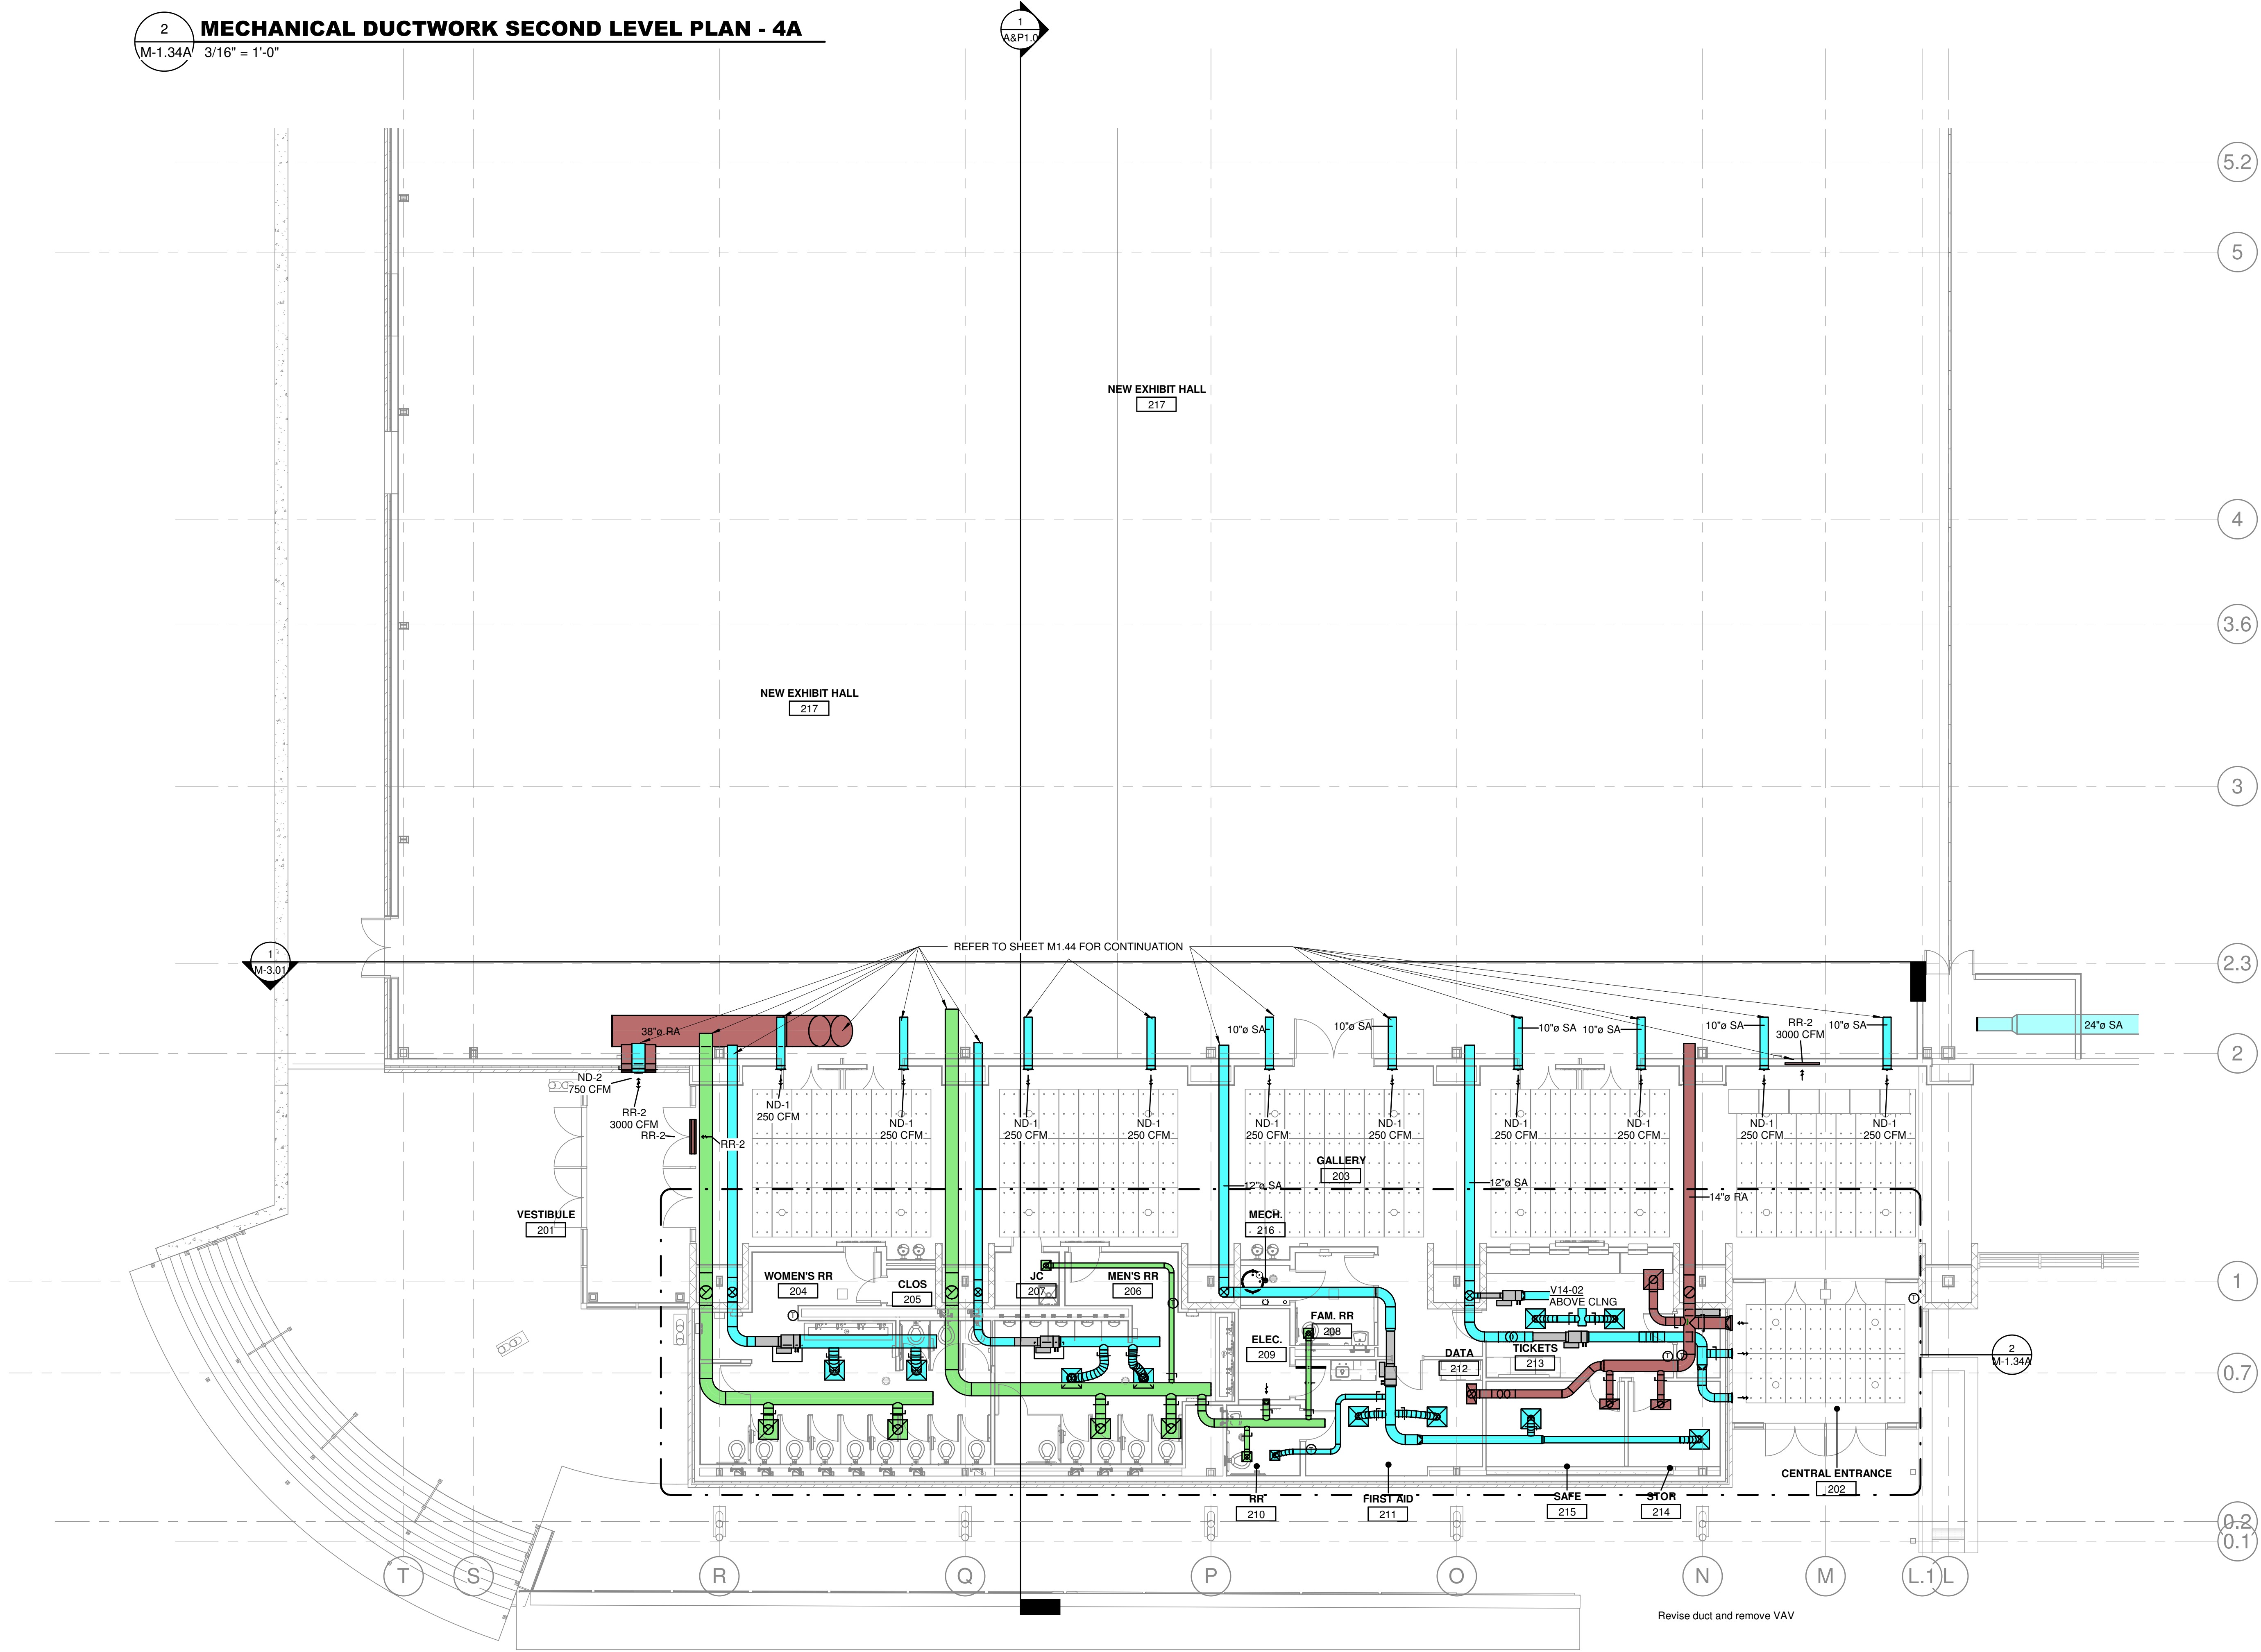 2
M-1.34A
MECHANICAL DUCTWORK SECOND LEVEL PLAN - 4A
3/16" = 1'-0"
1
A&P1.0
5.2
5
NEW EXHIBIT HALL
217
4
3.6
NEW EXHIBIT HALL
217
3
REFER TO SHEET M1.44 FOR CONTINUATION
1
M-3.01
2.3
38"ø RA
10"ø SA
10"ø SA
10"ø SA
10"ø SA
10"ø SA
RR-2
3000 CFM
10"ø SA
24"ø SA
2
ND-2
750 CFM
RR-2
3000 CFM
RR-2
RR-2
ND-1
250 CFM
ND-1
250 CFM
ND-1
250 CFM
ND-1
250 CFM
ND-1
250 CFM
ND-1
250 CFM
ND-1
250 CFM
ND-1
250 CFM
ND-1
250 CFM
ND-1
250 CFM
GALLERY
203
12"ø SA
12"ø SA
14"ø RA
VESTIBULE
201
MECH.
216
WOMEN'S RR
204
CLOS
205
JC
207
MEN'S RR
206
1
V14-02
ABOVE CLNG
FAM. RR
208
ELEC.
209
DATA
212
TICKETS
213
2
M-1.34A
0.7
T
T
T
T
T
T
CENTRAL ENTRANCE
202
RR
210
FIRST AID
211
SAFE
215
STOR
214
0.2
0.1
T
S
R
Q
P
O
N
M
L.1
L
Revise duct and remove VAV